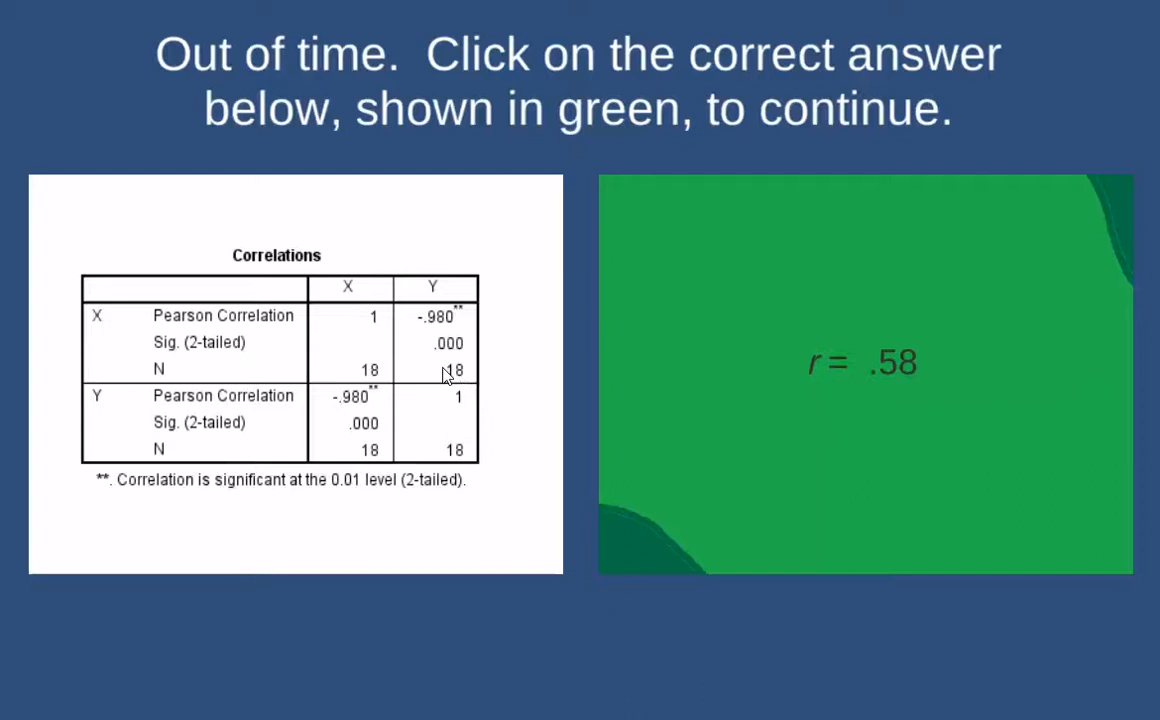 Out of time.  Click on the correct answer
below, shown in green, to continue.
Correlations
X Y
X Pearson Correlation 1 -.980**
Sig. (2-tailed) .000
N 18 18
Y Pearson Correlation -.980** 1
Sig. (2-tailed) .000
N 18 18
**. Correlation is significant at the 0.01 level (2-tailed).
r =  .58